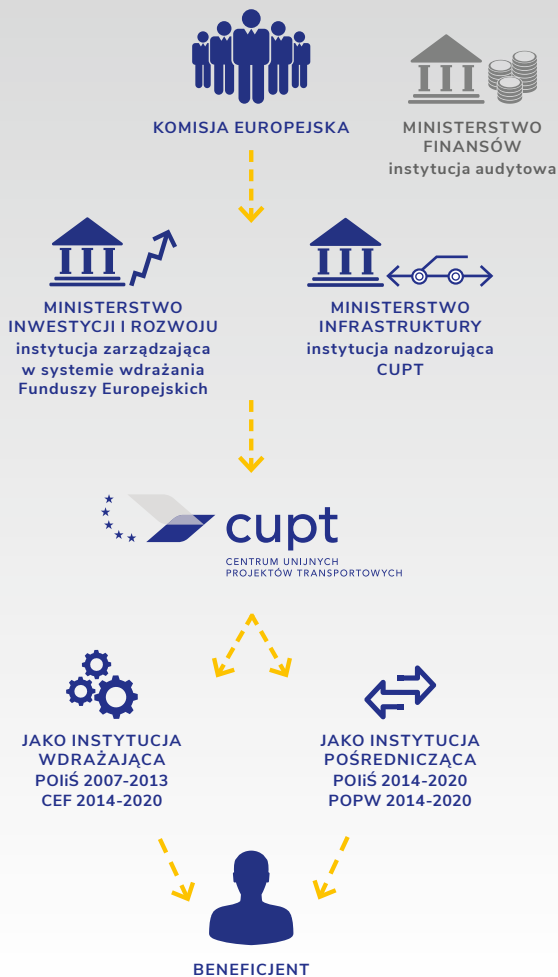 KOMISJA EUROPEJSKA
MINISTERSTWO
FINANSÓW
instytucja audytowa
MINISTERSTWO
INWESTYCJI I ROZWOJU
instytucja zarządzająca
w systemie wdrażania
Funduszy Europejskich
MINISTERSTWO
INFRASTRUKTURY
instytucja nadzorująca
CUPT
cupt
CENTRUM UNIJNYCH
PROJEKTÓW TRANSPORTOWYCH
JAKO INSTYTUCJA
WDRAŻAJĄCA
POIiŚ 2007-2013
CEF 2014-2020
JAKO INSTYTUCJA
POŚREDNICZĄCA
POIiŚ 2014-2020
POPW 2014-2020
BENEFICJENT